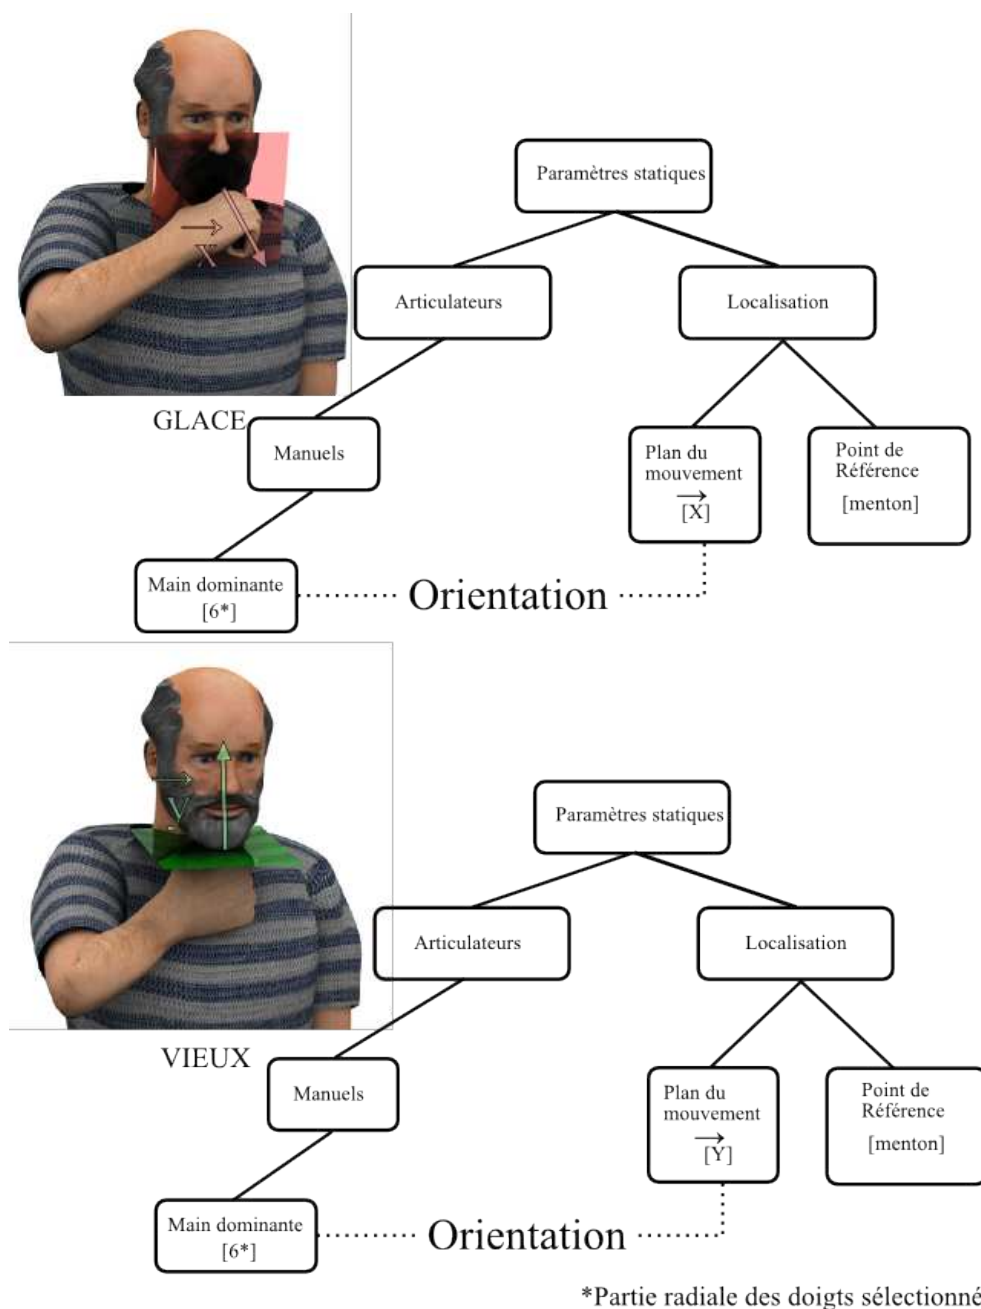 Paramètres statiques
Articulateurs
Localisation
X
GLACE
Manuels
Plan du
mouvement
→
[X]
Point de
Référence
[menton]
Main dominante
[6*]
Orientation
Paramètres statiques
Articulateurs
Localisation
Y
VIEUX
Manuels
Plan du
mouvement
→
[Y]
Point de
Référence
[menton]
Main dominante
[6*]
Orientation
*Partie radiale des doigts sélectionné